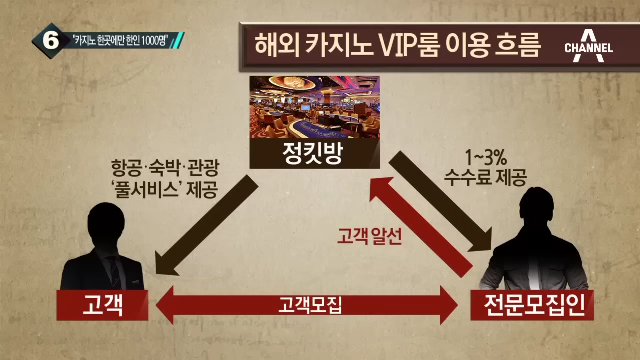 6
"카지노 한곳에만 한인 1000명"
해외 카지노 VIP룸 이용 흐름
CHANNEL A
정킷방
항공·숙박·관광
'풀서비스' 제공
1~3%
수수료 제공
고객 알선
고객
고객모집
전문모집인